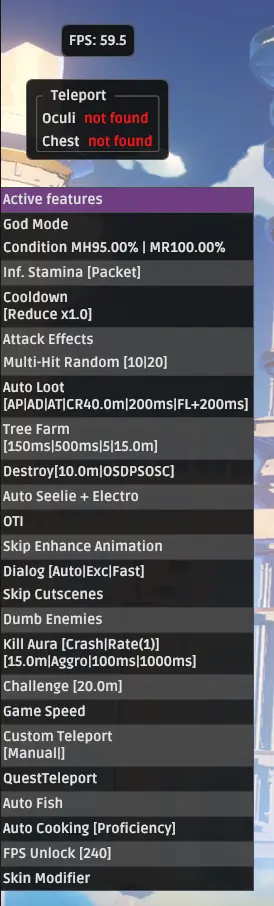 FPS: 59.5
Teleport
Oculi not found
Chest not found
Active features
God Mode
Condition MH95.00% | MR100.00%
Inf. Stamina [Packet]
Cooldown
[Reduce x1.0]
Attack Effects
Multi-Hit Random [10|20]
Auto Loot
[AP|AD|AT|CR40.0m|200ms|FL+200ms]
Tree Farm
[150ms|500ms|5|15.0m]
Destroy[10.0m|OSDPSOSC]
Auto Seelie + Electro
OTI
Skip Enhance Animation
Dialog [Auto|Exc|Fast]
Skip Cutscenes
Dumb Enemies
Kill Aura [Crash|Rate(1)]
[15.0m|Aggro|100ms|1000ms]
Challenge [20.0m]
Game Speed
Custom Teleport
[Manual|]
QuestTeleport
Auto Fish
Auto Cooking [Proficiency]
FPS Unlock [240]
Skin Modifier